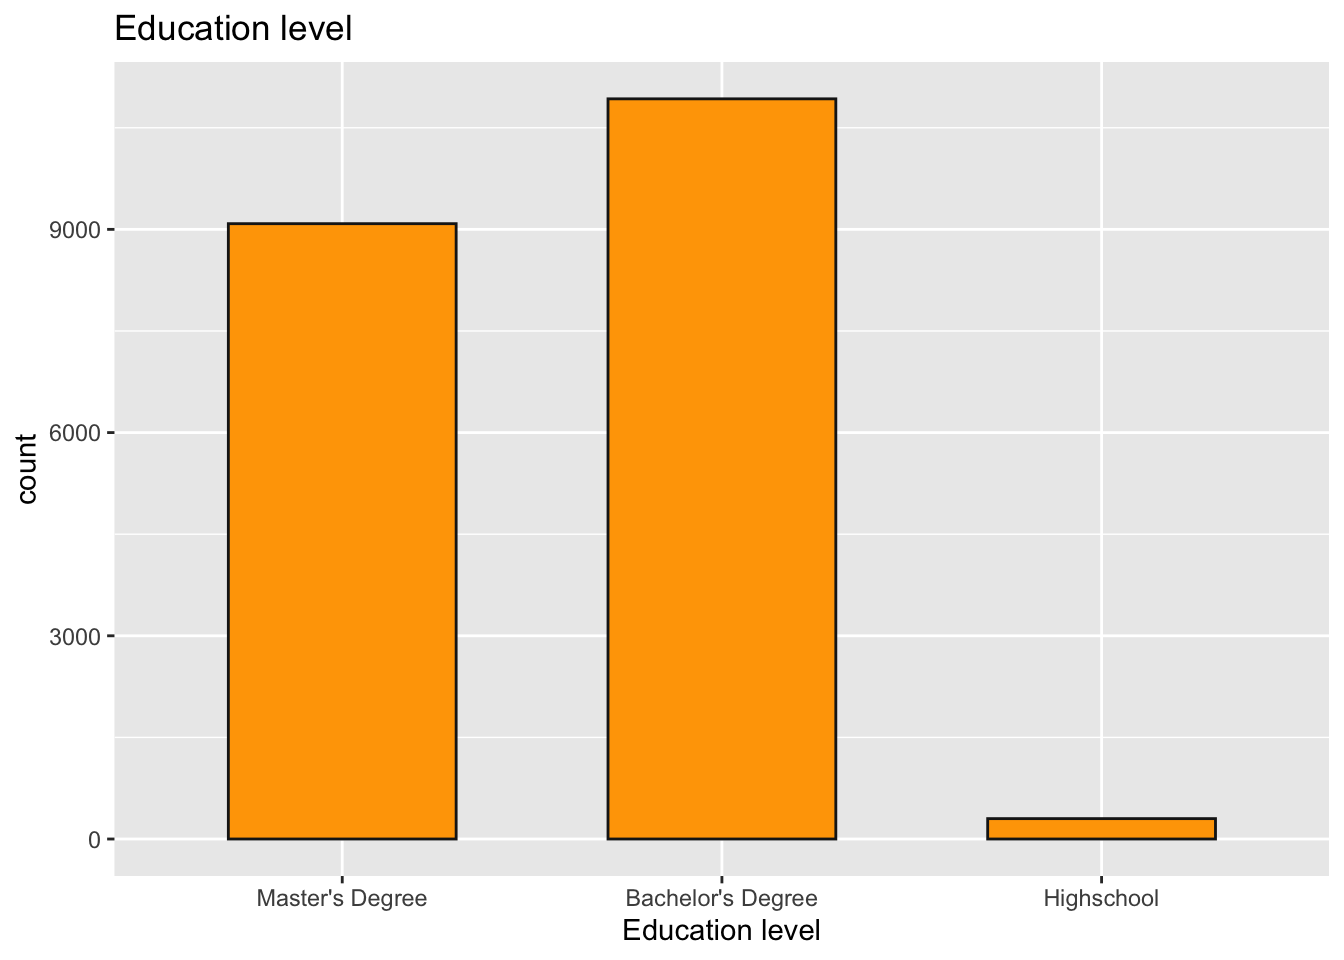 Education level
count
9000
6000
3000
0
Master's Degree
Bachelor's Degree
Highschool
Education level